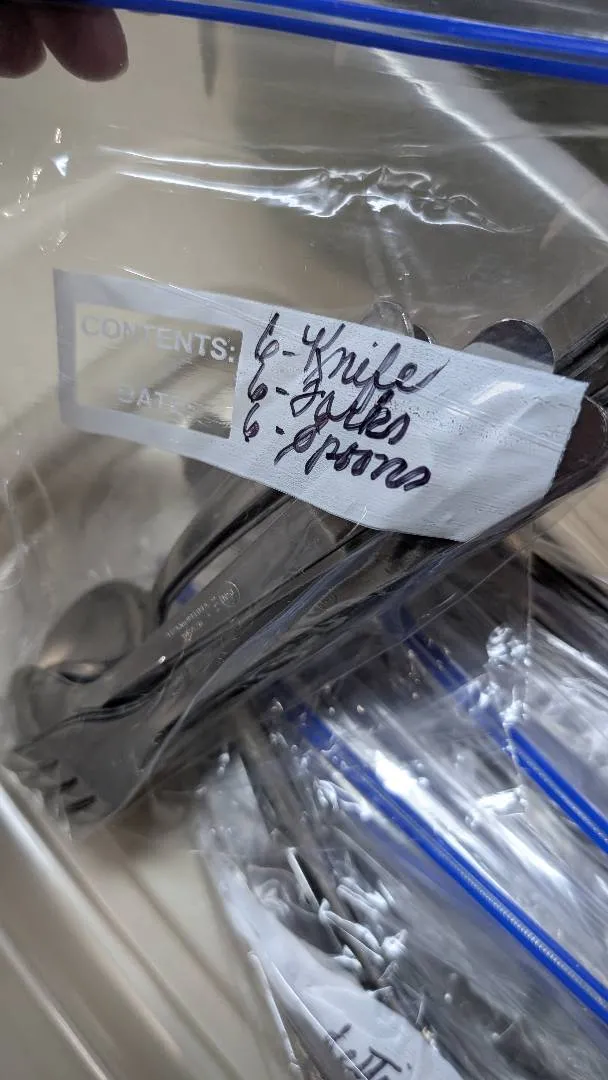 CONTENTS:
DATE:
6-Knife
6-Forks
6-Spoons